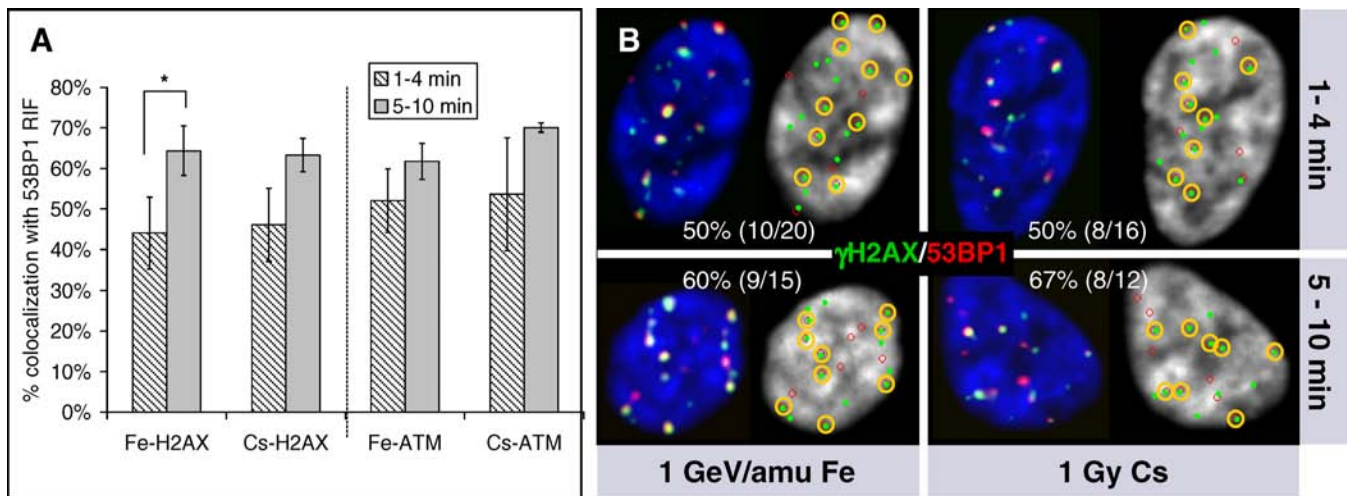 A
% colocalization with 53BP1 RIF
80%
70%
60%
50%
40%
30%
20%
10%
0%
*
1-4 min
5-10 min
Fe-H2AX
Cs-H2AX
Fe-ATM
Cs-ATM
B
50% (10/20)
50% (8/16)
1- 4 min
γH2AX/53BP1
60% (9/15)
67% (8/12)
5 - 10 min
1 GeV/amu Fe
1 Gy Cs